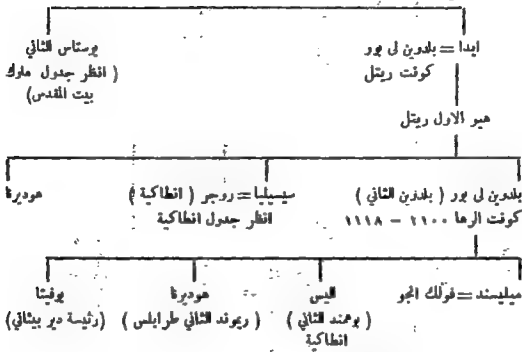 ايدا = بلدوين لى بور
كونت ريتل
يوستاس الثاني
( انظر جدول ملوك
بيت المقدس)
هيو الاول ريتل
بلدوين لى بور ( بلدوين الثاني )
كونت الرها ٢١٠٠ – ١١١٨
سيسيليا = روجر ( انطاكية )
انظر جدول انطاكية
هوديرنا
ميليسند = فولك انجو
اليس
( بوهمند الثاني )
انطاكية
هوديرنا
( ريموند الثاني طرابلس )
يوفيتا
(رئيسة دير بيثاني)